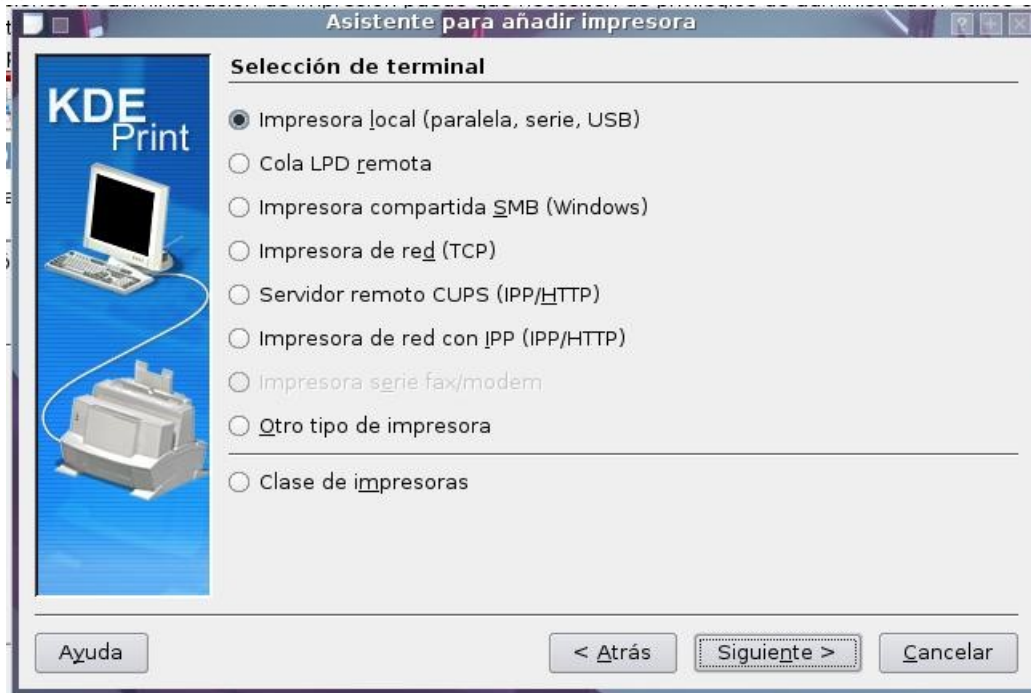 Asistente para añadir impresora
KDE
Print
Selección de terminal
Impresora local (paralela, serie, USB)
Cola LPD remota
Impresora compartida SMB (Windows)
Impresora de red (TCP)
Servidor remoto CUPS (IPP/HTTP)
Impresora de red con IPP (IPP/HTTP)
Impresora serie fax/modem
Otro tipo de impresora
Clase de impresoras
Ayuda
< Atrás
Siguiente >
Cancelar